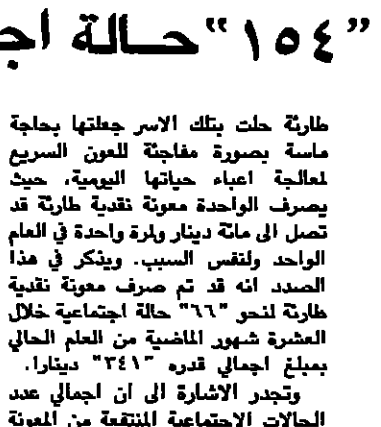 "١٥٤" حالة اجـ
طارئة حلت بتلك الاسر جعلتها بحاجة
ماسة بصورة مفاجئة للعون السريع
لمعالجة اعباء حياتها اليومية، حيث
يصرف الواحدة معونة نقدية طارئة قد
تصل الى مائة دينار ولمرة واحدة في العام
الواحد ولنفس السبب. ويذكر في هذا
الصدد انه قد تم صرف معونة نقدية
طارئة لنحو "٦٦" حالة اجتماعية خلال
العشرة شهور الماضية من العام الحالي
بمبلغ اجمالي قدره "٣٤١" دينارا.
وتجدر الاشارة الى ان اجمالي عدد
الحالات الاجتماعية المنتفعة من المعونة